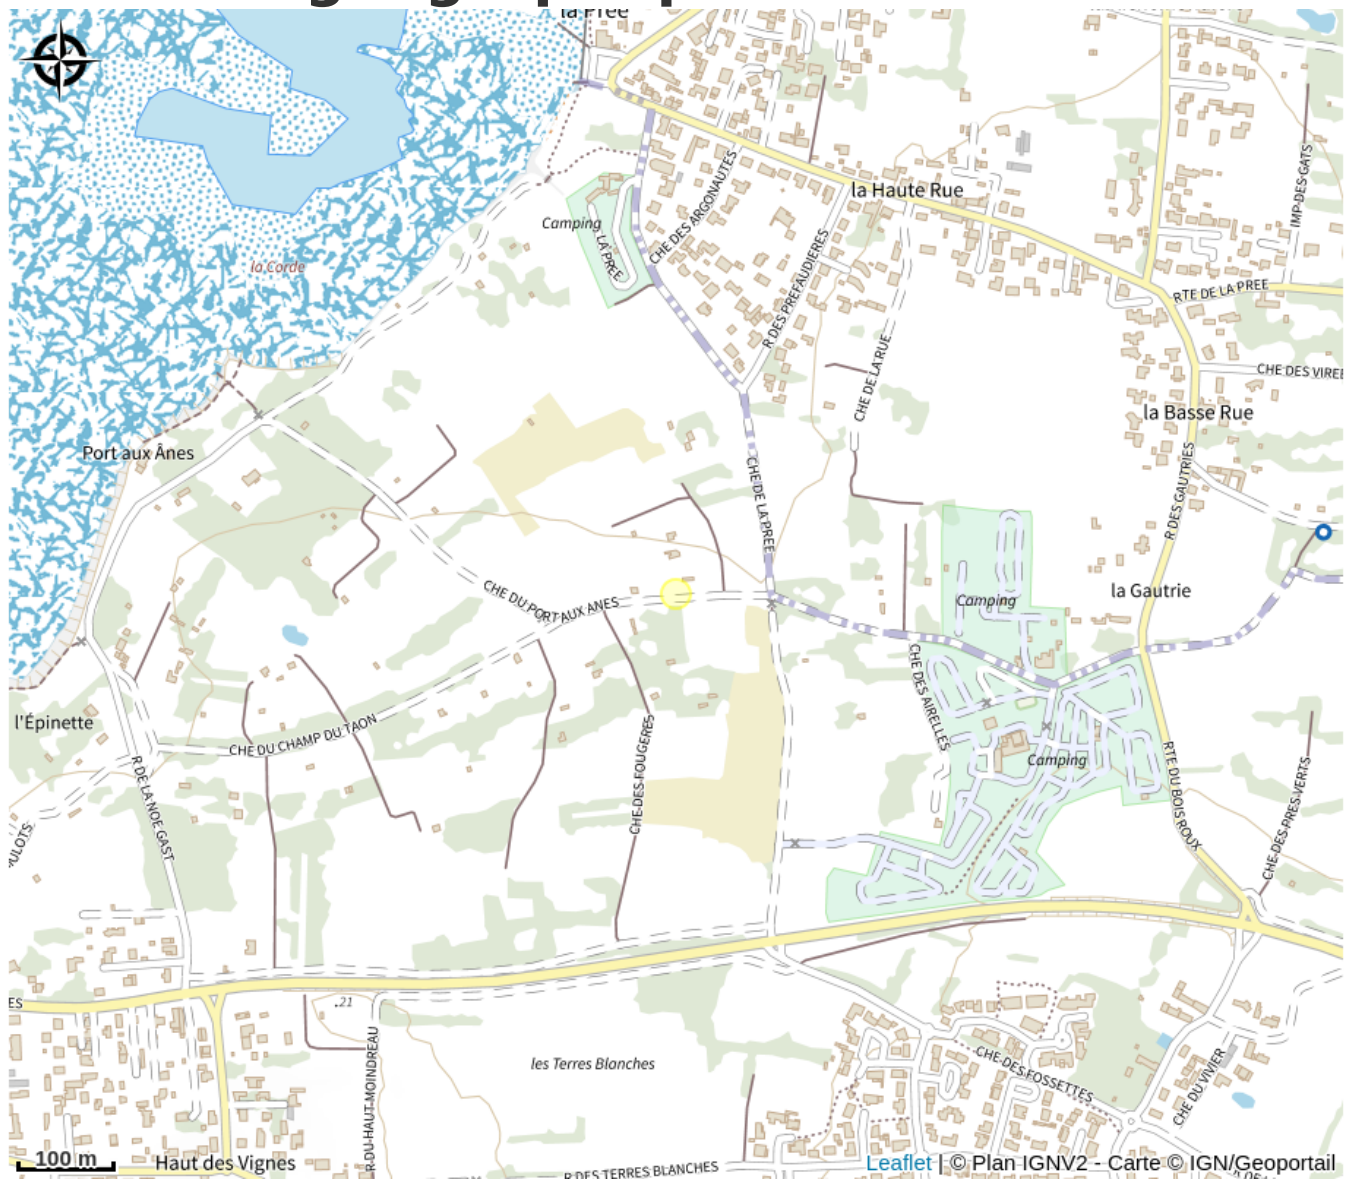 la Prée
la Haute Rue
IMP DES GATS
CHE DES ARGONAUTES
Camping
LA PREE
R DES PREFAUDIERES
la Corde
RTE DE LA PREE
CHE DE LA RUE
la Basse Rue
Port aux Ânes
R DES GAUTRIES
CHE DE LA PREE
CHE DU PORT AUX ANES
Camping
la Gautrie
CHE DES AIRELLES
l'Épinette
CHE DU CHAMP DU TAON
CHE DES FOUGERES
R DE LA NOE GAST
Camping
RTE DU BOIS ROUX
CHE DES PRES VERTS
ES
.21
R DU HAUT MOINDREAU
les Terres Blanches
CHE DES FOSSETTES
CHE DU VIVIER
100 m
Haut des Vignes
R DES TERRES BLANCHES
Leaflet | © Plan IGNV2 - Carte © IGN/Geoportail